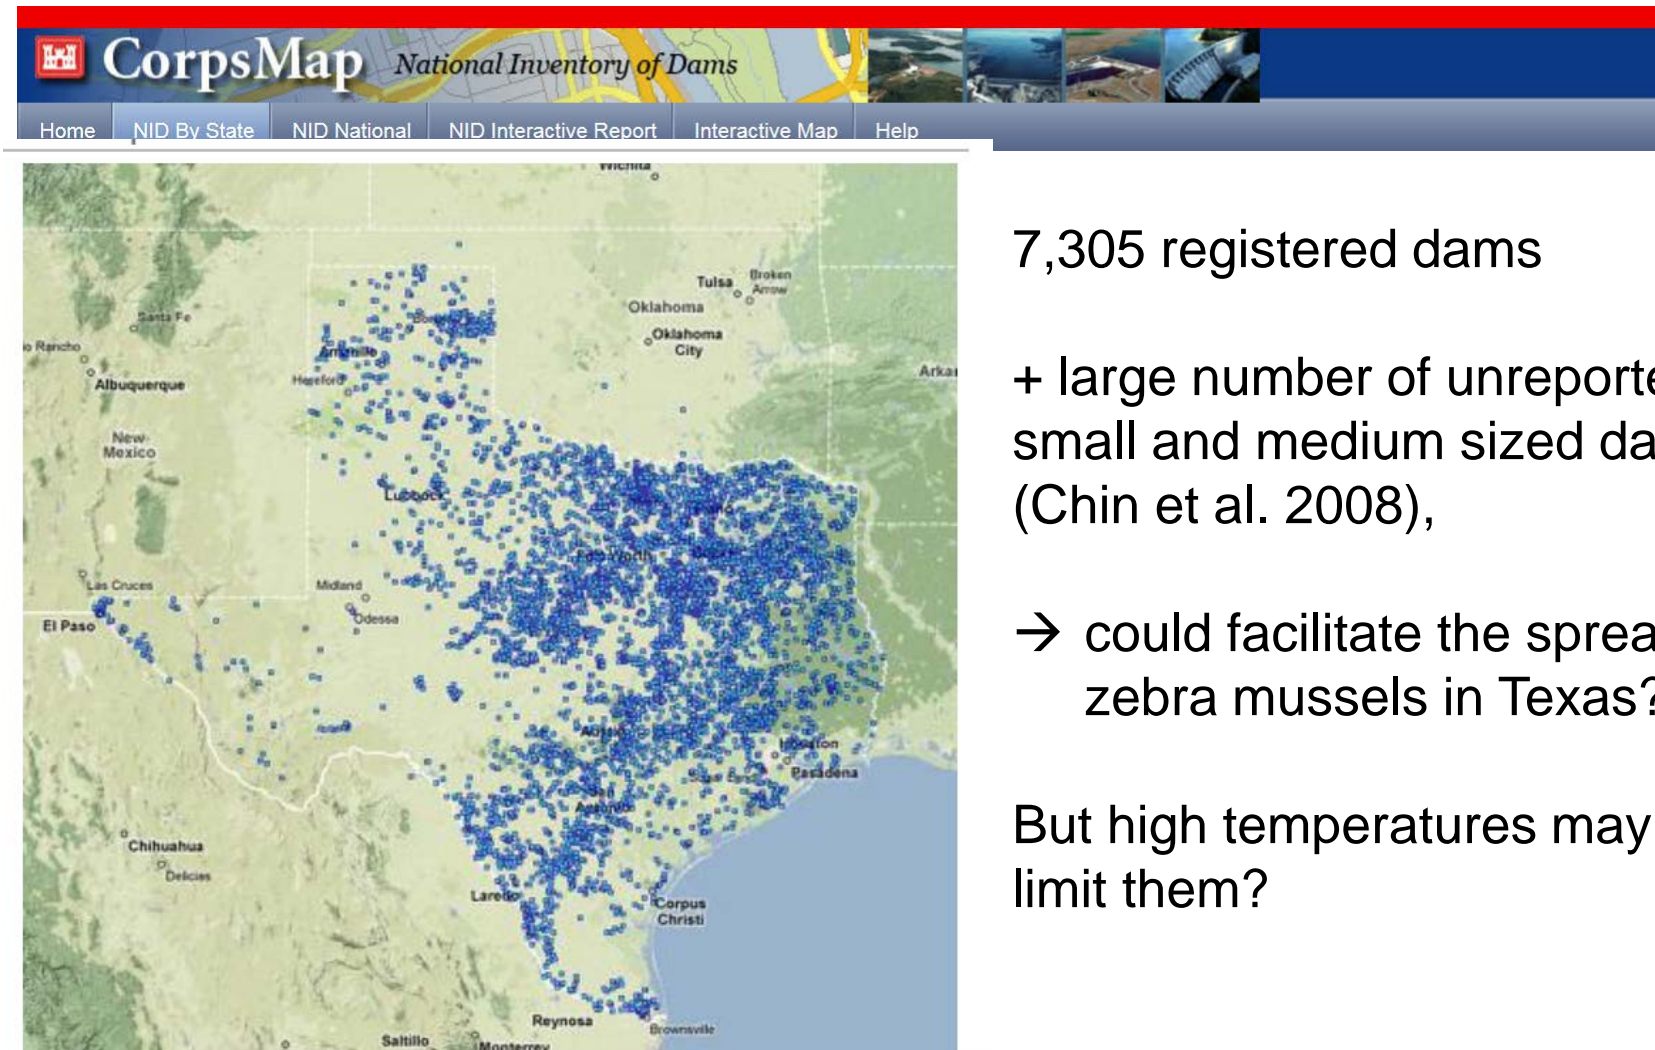 CorpsMap National Inventory of Dams
Home NID By State NID National NID Interactive Report Interactive Map Help
7,305 registered dams
+ large number of unreporte
small and medium sized da
(Chin et al. 2008),
→ could facilitate the sprea
zebra mussels in Texas?
But high temperatures may
limit them?
Wichita
Tulsa
Broken
Arrow
Oklahoma
Santa Fe
Oklahoma
City
o Rancho
Amarillo
Arka
Albuquerque
Hereford
New
Mexico
Lubbock
Fort Worth
Las Cruces
Midland
El Paso
Odessa
Austin
Houston
Sugar Land
Pasadena
San
Antonio
Chihuahua
Delicias
Laredo
Corpus
Christi
Reynosa
Brownsville
Saltillo
Monterrey